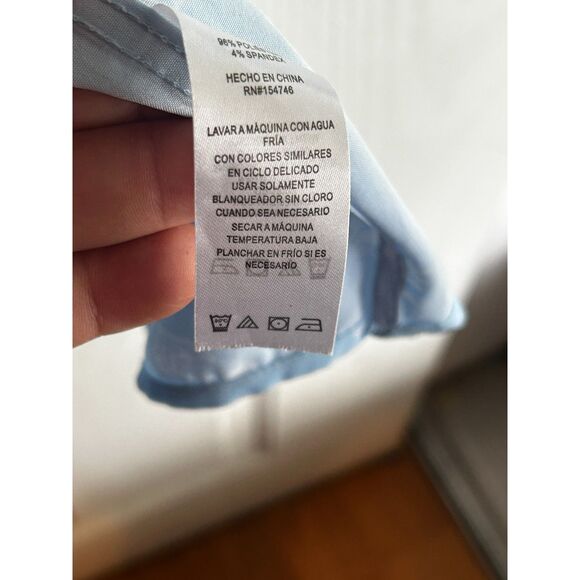 96% POLIÉSTER
4% SPANDEX
HECHO EN CHINA
RN#154746
LAVAR A MÁQUINA CON AGUA
FRÍA
CON COLORES SIMILARES
EN CICLO DELICADO
USAR SOLAMENTE
BLANQUEADOR SIN CLORO
CUANDO SEA NECESARIO
SECAR A MÁQUINA
TEMPERATURA BAJA
PLANCHAR EN FRÍO SI ES
NECESARIO